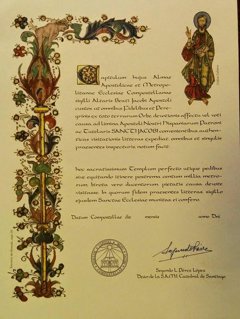 Capitulum hujus Almae
Apostolicae et Metropo-
litanae Ecclesiae Compostellanae
sigilli Altaris Beati Jacobi Apostoli
custos ut omnibus Fidelibus et Pere-
grinis ex toto terrarum Orbe, devotionis affectu vel voti
causa, ad limina Apostoli Nostri Hispaniarum Patroni
ac Tutelaris SANCTI JACOBI convenientibus, authenti-
cas visitationis litteras expediat, omnibus et singulis
praesentes inspecturis notum facit:
hoc sacratissimum Templum perfecto itinere pedibus
sive equitando
pietatis causa devote
visitasse. In quorum fidem praesentes litteras sigillo
ejusdem Sanctae Ecclesiae munitas ei confero.
Datum Compostellae die mensis anno Dni
Segundo L. Pérez López
Deán de la S.A.M.I. Catedral de Santiago